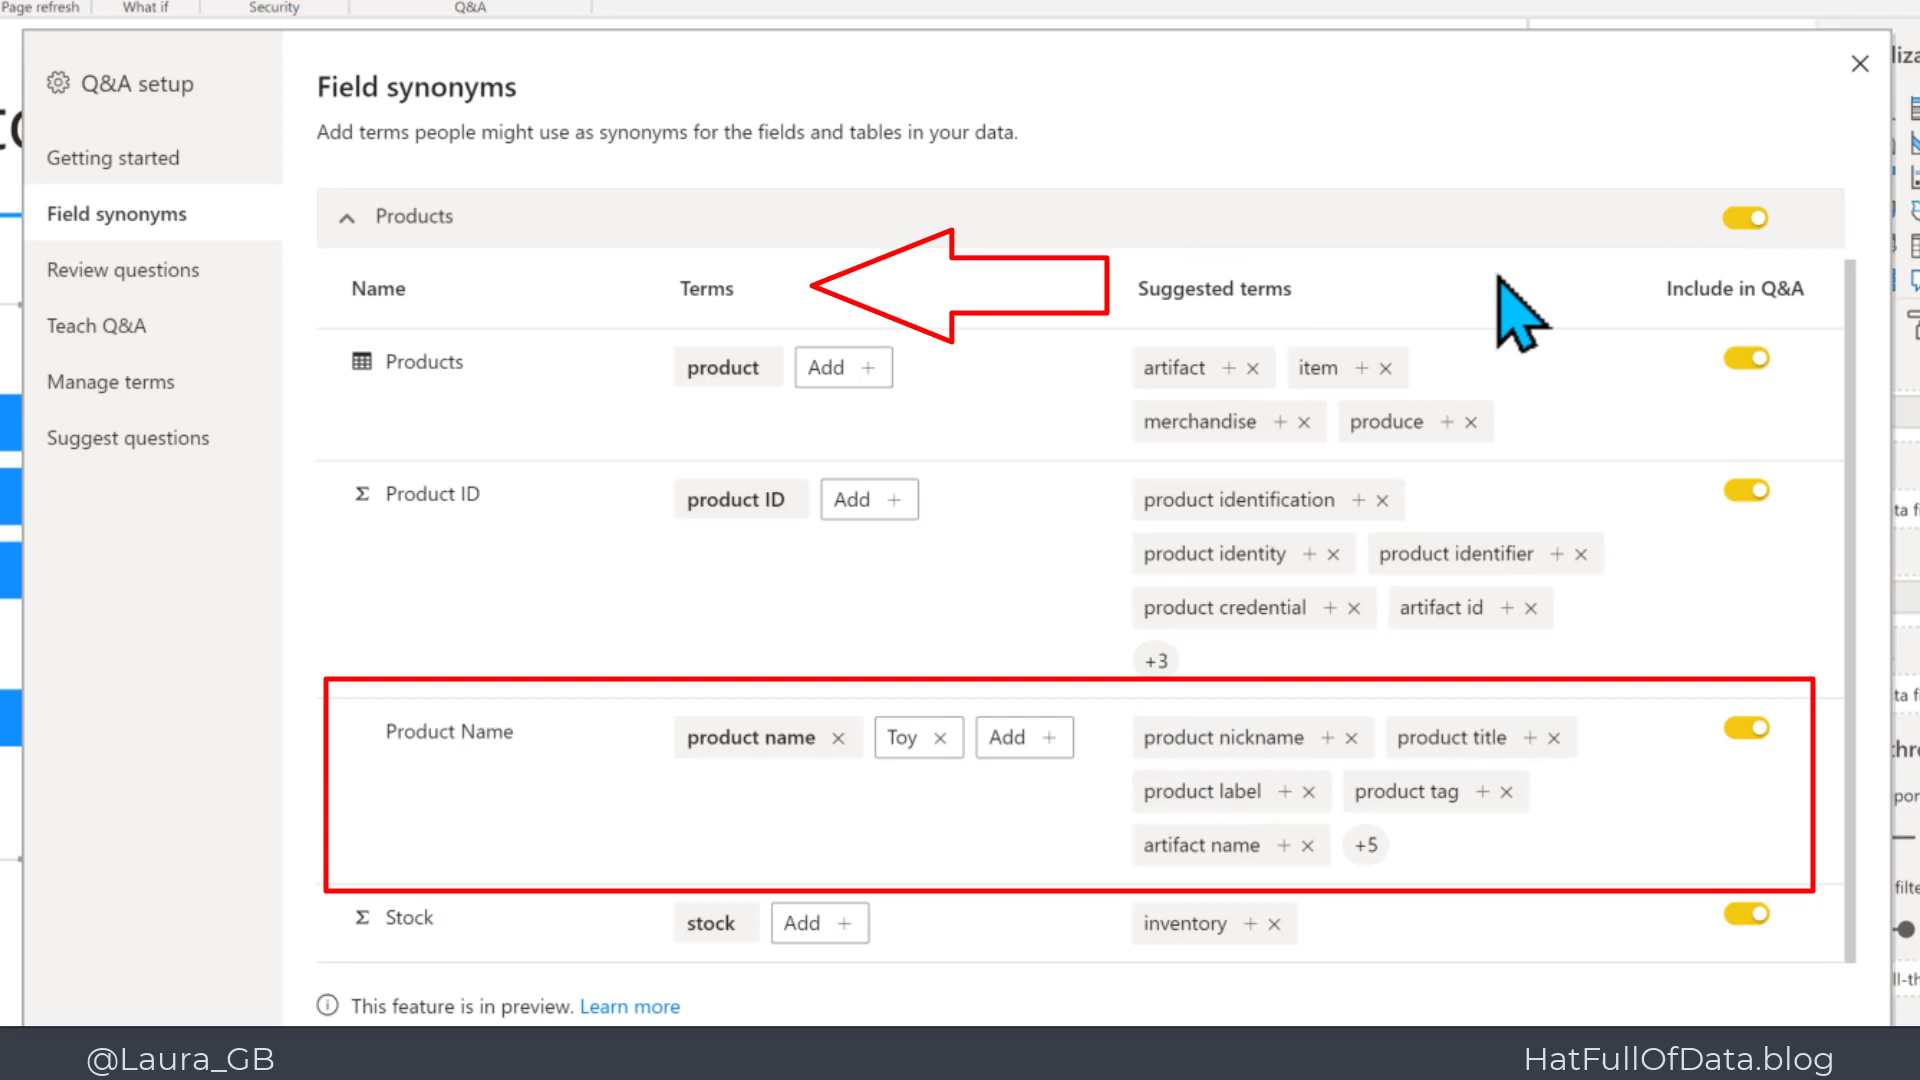 Page refresh What if Security Q&A
Q&A setup
Getting started
Field synonyms
Review questions
Teach Q&A
Manage terms
Suggest questions
Field synonyms
Add terms people might use as synonyms for the fields and tables in your data.
Products
Name Terms Suggested terms Include in Q&A
Products product Add + artifact + × item + ×
merchandise + × produce + ×
Σ Product ID product ID Add + product identification + ×
product identity + × product identifier + ×
product credential + × artifact id + ×
+3
Product Name product name × Toy × Add + product nickname + × product title + ×
product label + × product tag + ×
artifact name + × +5
Σ Stock stock Add + inventory + ×
This feature is in preview. Learn more
@Laura_GB HatFullOfData.blog